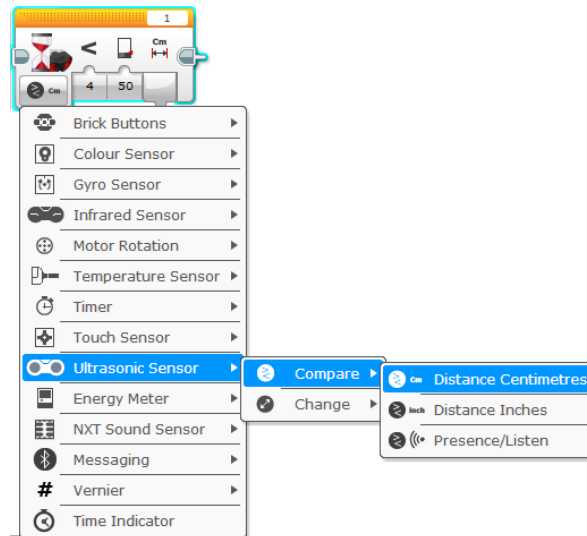 1
<
Cm
Cm
4
50
Brick Buttons
Colour Sensor
Gyro Sensor
Infrared Sensor
Motor Rotation
Temperature Sensor
Timer
Touch Sensor
Ultrasonic Sensor
Compare
Cm Distance Centimetres
Energy Meter
Change
inch Distance Inches
NXT Sound Sensor
Presence/Listen
Messaging
# Vernier
Time Indicator